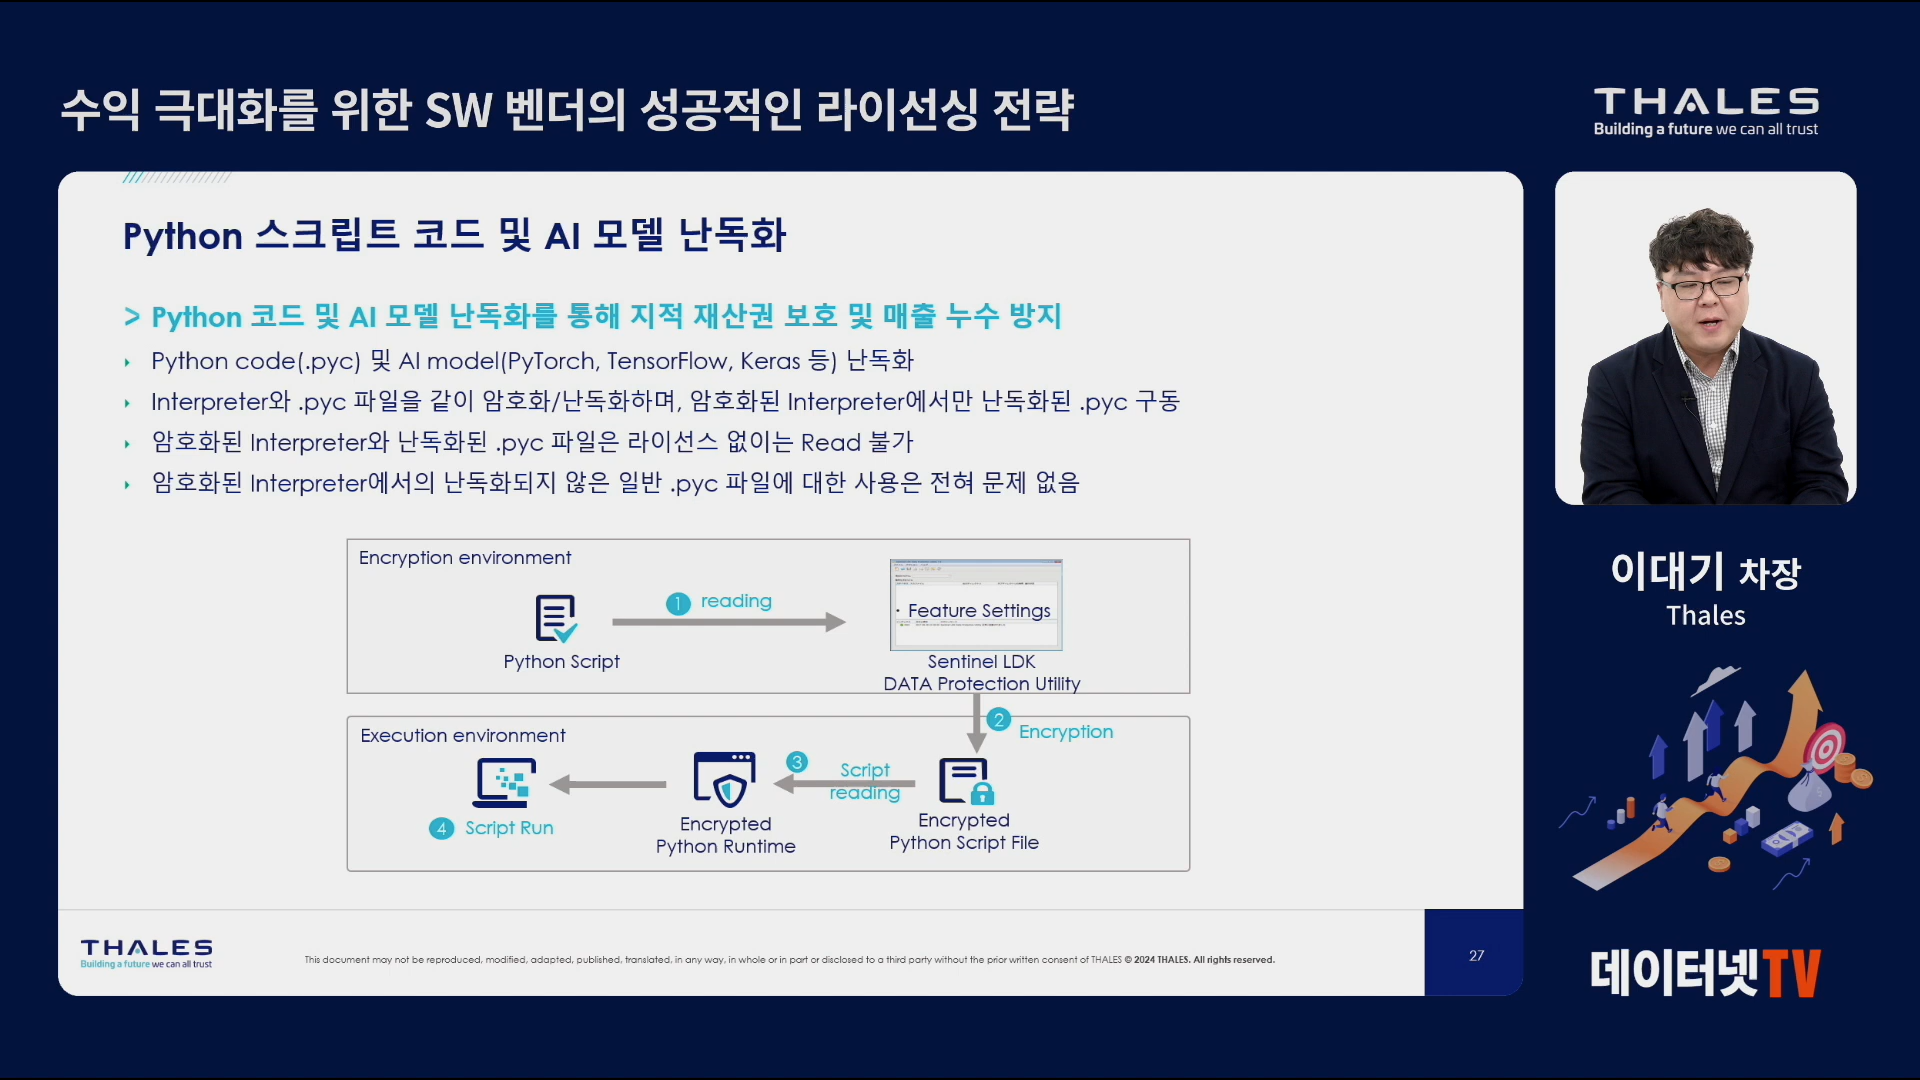 수익 극대화를 위한 SW 벤더의 성공적인 라이선싱 전략
THALES
Building a future we can all trust
Python 스크립트 코드 및 AI 모델 난독화
> Python 코드 및 AI 모델 난독화를 통해 지적 재산권 보호 및 매출 누수 방지
Python code(.pyc) 및 AI model(PyTorch, TensorFlow, Keras 등) 난독화
Interpreter와 .pyc 파일을 같이 암호화/난독화하며, 암호화된 Interpreter에서만 난독화된 .pyc 구동
암호화된 Interpreter와 난독화된 .pyc 파일은 라이선스 없이는 Read 불가
암호화된 Interpreter에서의 난독화되지 않은 일반 .pyc 파일에 대한 사용은 전혀 문제 없음
Encryption environment
1 reading
Feature Settings
Python Script
Sentinel LDK
DATA Protection Utility
2 Encryption
Execution environment
3 Script
reading
4 Script Run
Encrypted
Python Runtime
Encrypted
Python Script File
THALES
Building a future we can all trust
This document may not be reproduced, modified, adapted, published, translated, in any way, in whole or in part or disclosed to a third party without the prior written consent of THALES © 2024 THALES. All rights reserved.
27
이대기 차장
Thales
데이터넷TV